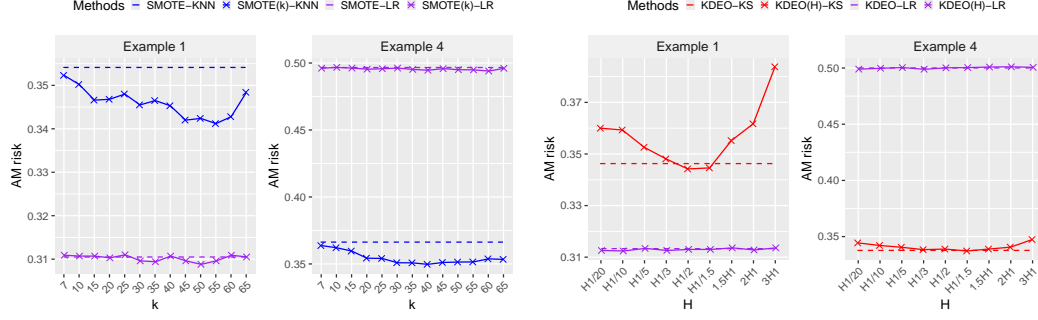 Methods SMOTE−KNN SMOTE(k)−KNN SMOTE−LR SMOTE(k)−LR
Example 1
Example 4
AM risk
0.35
0.34
0.33
0.32
0.31
7 10 15 20 25 30 35 40 45 50 55 60 65
k
AM risk
0.50
0.45
0.40
0.35
7 10 15 20 25 30 35 40 45 50 55 60 65
k
Methods KDEO−KS KDEO(H)−KS KDEO−LR KDEO(H)−LR
Example 1
Example 4
AM risk
0.37
0.35
0.33
0.31
H1/20 H1/10 H1/5 H1/3 H1/2 H1/1.5 1.5H1 2H1 3H1
H
AM risk
0.50
0.45
0.40
0.35
H1/20 H1/10 H1/5 H1/3 H1/2 H1/1.5 1.5H1 2H1 3H1
H